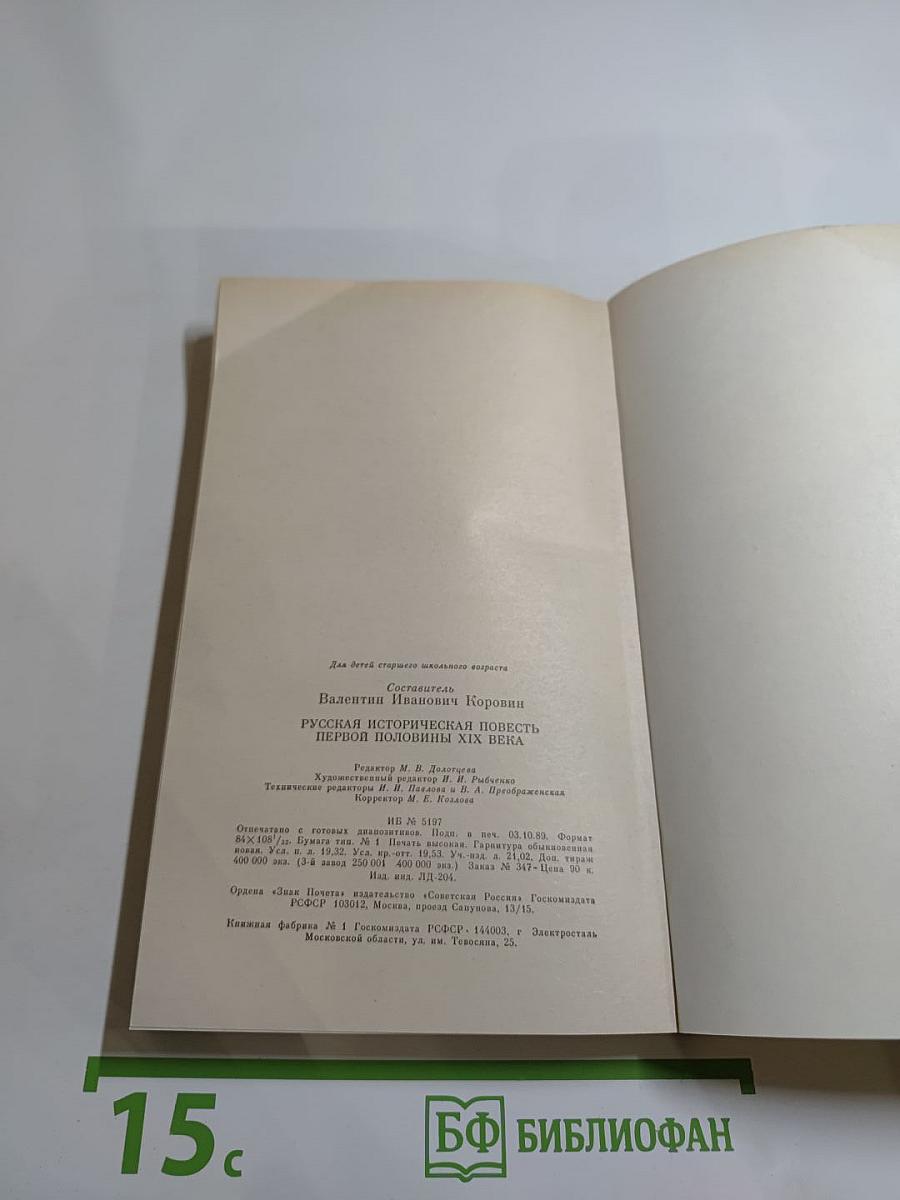 Для детей старшего школьного возраста
Составитель
Валентин Иванович Коровин
РУССКАЯ ИСТОРИЧЕСКАЯ ПОВЕСТЬ
ПЕРВОЙ ПОЛОВИНЫ XIX ВЕКА
Редактор М. В. Долотцева
Художественный редактор И. И. Рыбченко
Технические редакторы И. И. Павлова и В. А. Преображенская
Корректор М. Е. Козлова
ИБ № 5197
Отпечатано с готовых диапозитивов. Подп. в печ. 03.10.89. Формат
84×108¹/₃₂. Бумага тип. № 1 Печать высокая. Гарнитура обыкновенная
новая. Усл. п. л. 19,32. Усл. кр.-отт. 19,53. Уч.-изд. л. 21,02. Доп. тираж
400 000 экз. (3-й завод 250 001 400 000 экз.) Заказ № 347- Цена 90 к.
Изд. инд. ЛД-204.
Ордена «Знак Почета» издательство «Советская Россия» Госкомиздата
РСФСР 103012, Москва, проезд Сапунова, 13/15.
Книжная фабрика № 1 Госкомиздата РСФСР · 144003, г Электросталь
Московской области, ул. им. Тевосяна, 25.
15 с
БФ БИБЛИОФАН